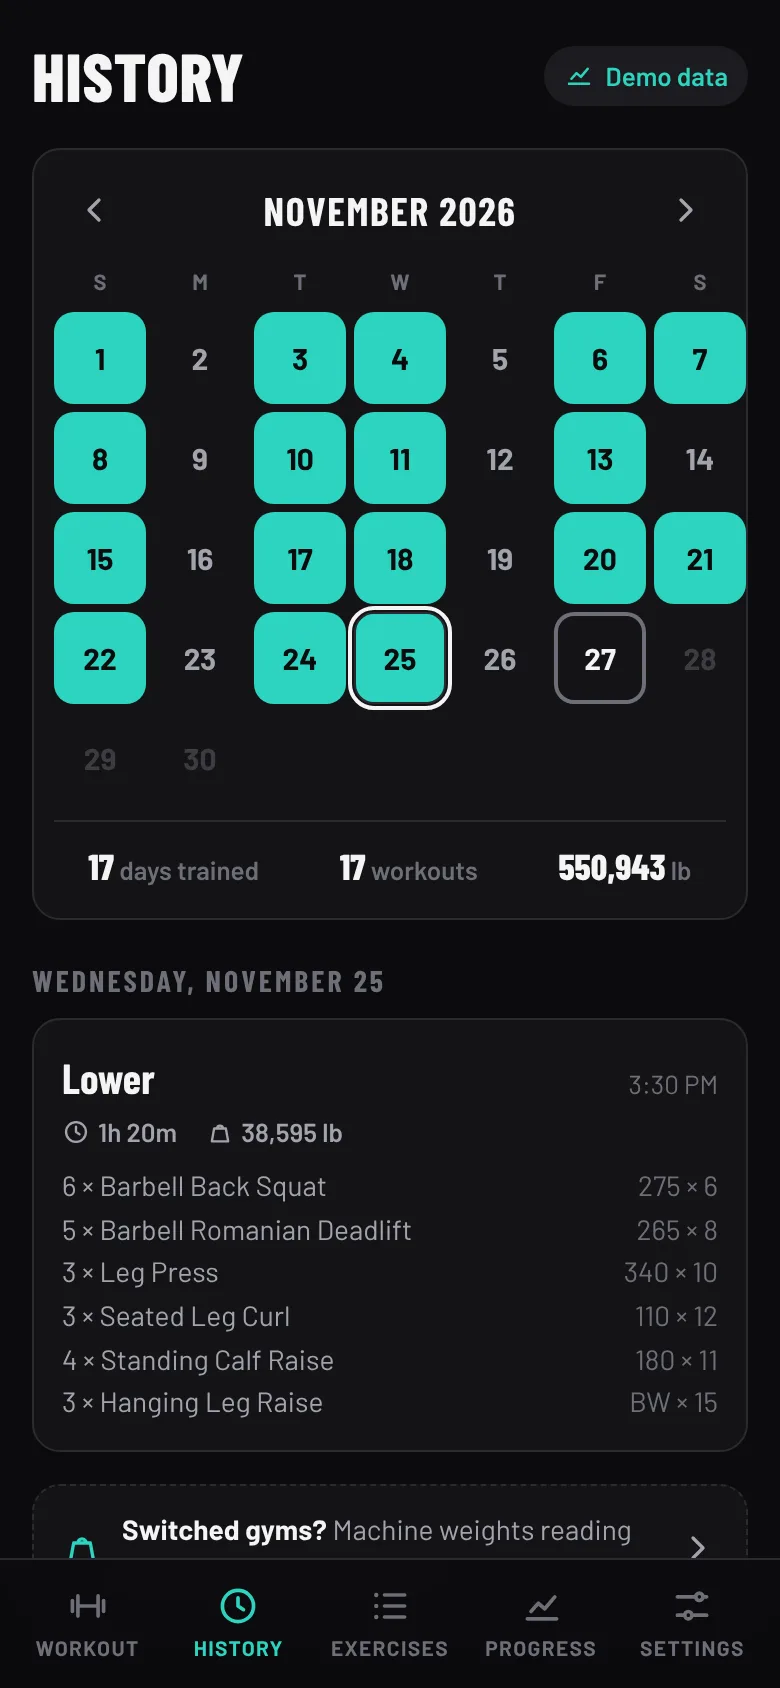 HISTORY
Demo data
NOVEMBER 2026
S M T W T F S
1 2 3 4 5 6 7
8 9 10 11 12 13 14
15 16 17 18 19 20 21
22 23 24 25 26 27 28
29 30
17 days trained 17 workouts 550,943 lb
WEDNESDAY, NOVEMBER 25
Lower 3:30 PM
1h 20m 38,595 lb
6 × Barbell Back Squat 275 × 6
5 × Barbell Romanian Deadlift 265 × 8
3 × Leg Press 340 × 10
3 × Seated Leg Curl 110 × 12
4 × Standing Calf Raise 180 × 11
3 × Hanging Leg Raise BW × 15
Switched gyms? Machine weights reading
WORKOUT HISTORY EXERCISES PROGRESS SETTINGS